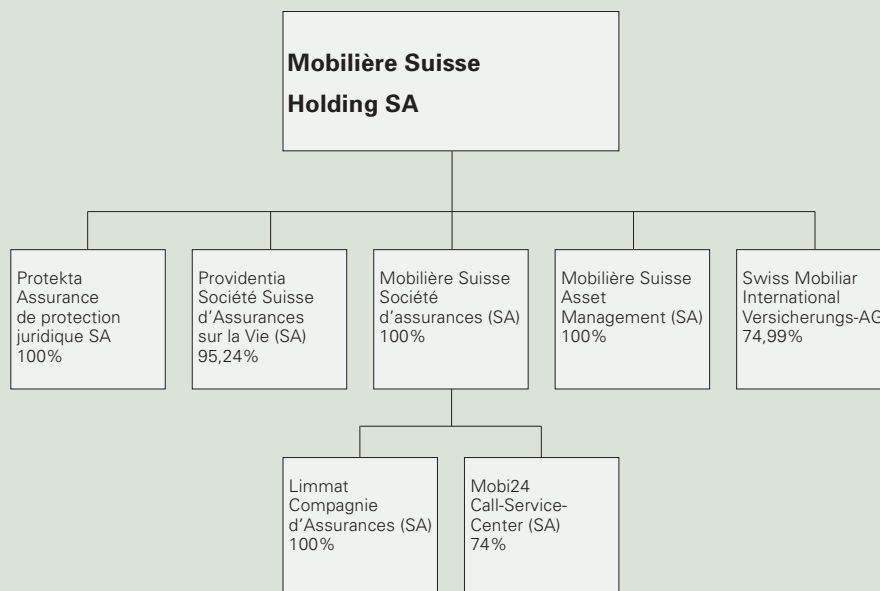 Mobilière Suisse
Holding SA
Protekta
Assurance
de protection
juridique SA
100%
Providentia
Société Suisse
d’Assurances
sur la Vie (SA)
95,24%
Mobilière Suisse
Société
d’assurances (SA)
100%
Mobilière Suisse
Asset
Management (SA)
100%
Swiss Mobiliar
International
Versicherungs-AG
74,99%
Limmat
Compagnie
d’Assurances (SA)
100%
Mobi24
Call-Service-
Center (SA)
74%